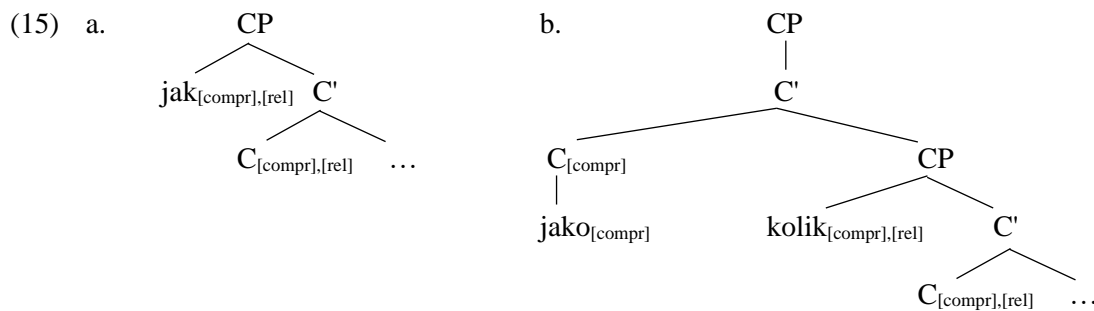 (15) a. CP b. CP
jak[compr],[rel] C' C'
C[compr],[rel] … C[compr] CP
jako[compr] kolik[compr],[rel] C'
C[compr],[rel] …